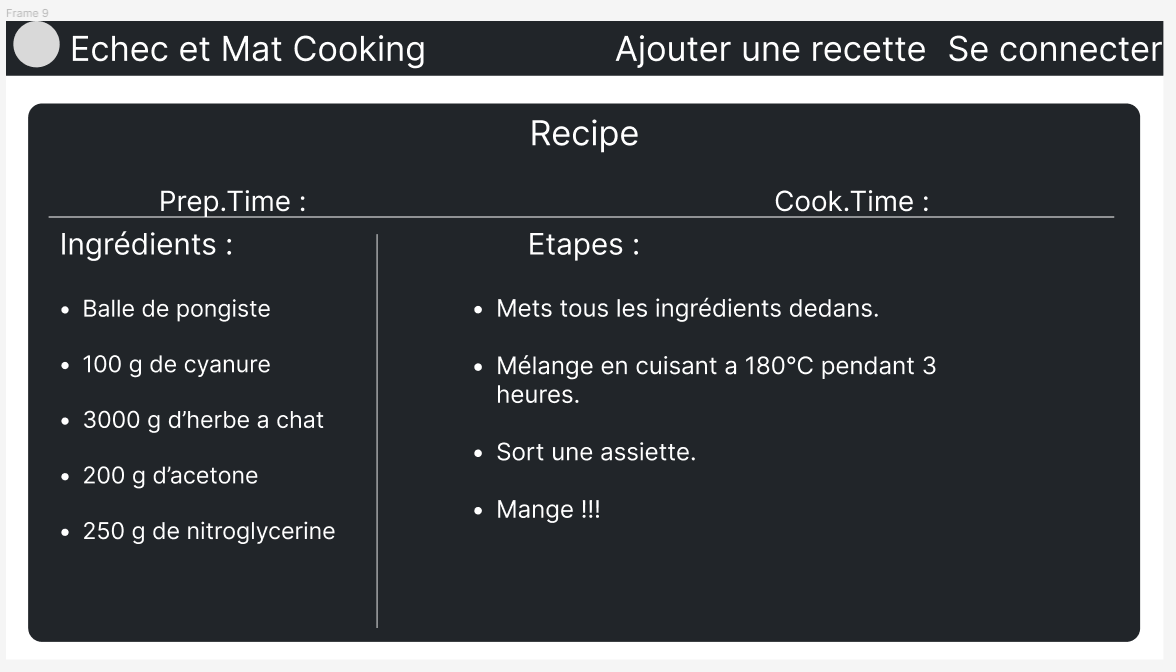 Frame 9
Echec et Mat Cooking
Ajouter une recette
Se connecter
Recipe
Prep.Time :
Cook.Time :
Ingrédients :
• Balle de pongiste
• 100 g de cyanure
• 3000 g d’herbe a chat
• 200 g d’acetone
• 250 g de nitroglycerine
Etapes :
• Mets tous les ingrédients dedans.
• Mélange en cuisant a 180°C pendant 3
heures.
• Sort une assiette.
• Mange !!!